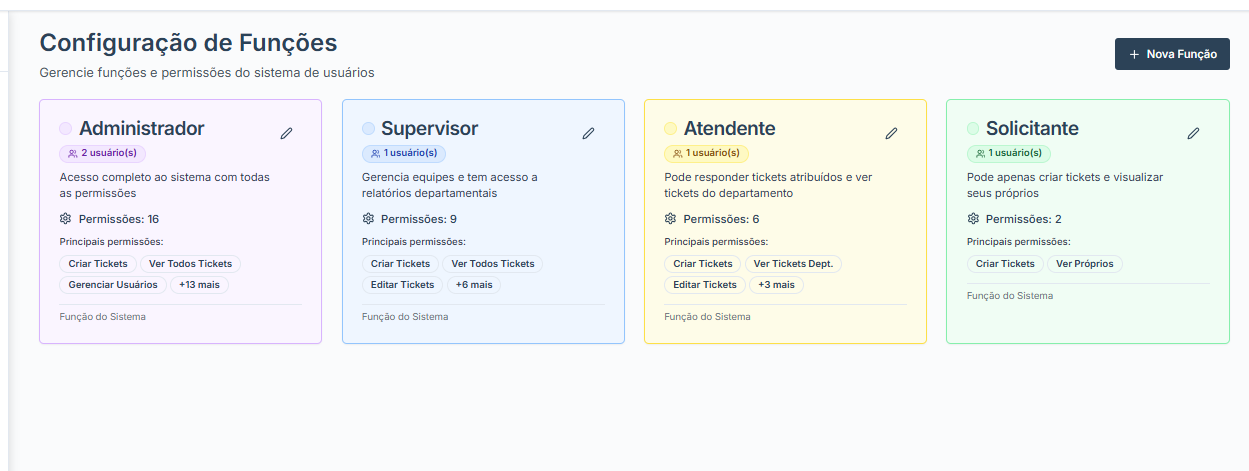 Configuração de Funções
Gerencie funções e permissões do sistema de usuários
Nova Função
Administrador
2 usuário(s)
Acesso completo ao sistema com todas
as permissões
Permissões: 16
Principais permissões:
Criar Tickets
Ver Todos Tickets
Gerenciar Usuários
+13 mais
Função do Sistema
Supervisor
1 usuário(s)
Gerencia equipes e tem acesso a
relatórios departamentais
Permissões: 9
Principais permissões:
Criar Tickets
Ver Todos Tickets
Editar Tickets
+6 mais
Função do Sistema
Atendente
1 usuário(s)
Pode responder tickets atribuídos e ver
tickets do departamento
Permissões: 6
Principais permissões:
Criar Tickets
Ver Tickets Dept.
Editar Tickets
+3 mais
Função do Sistema
Solicitante
1 usuário(s)
Pode apenas criar tickets e visualizar
seus próprios
Permissões: 2
Principais permissões:
Criar Tickets
Ver Próprios
Função do Sistema